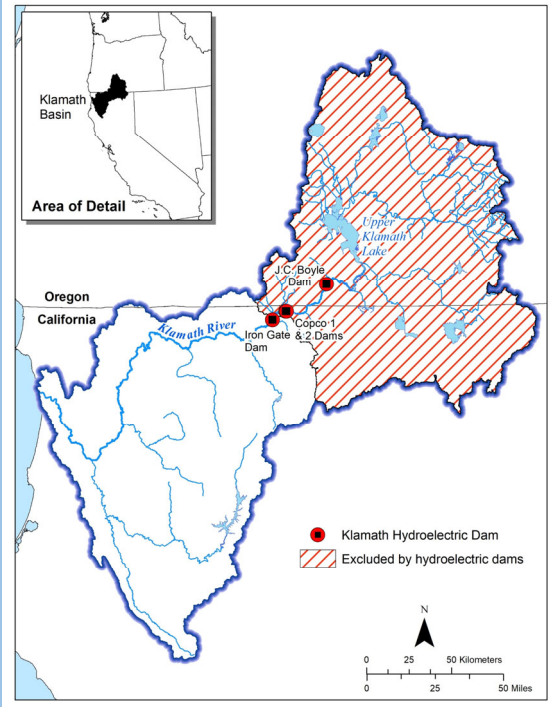 Klamath
Basin
Area of Detail
Upper
Klamath
Lake
J.C. Boyle
Dam
Oregon
California
Klamath River
Iron Gate
Dam
Copco 1
& 2 Dams
Klamath Hydroelectric Dam
Excluded by hydroelectric dams
N
0 25 50 Kilometers
0 25 50 Miles